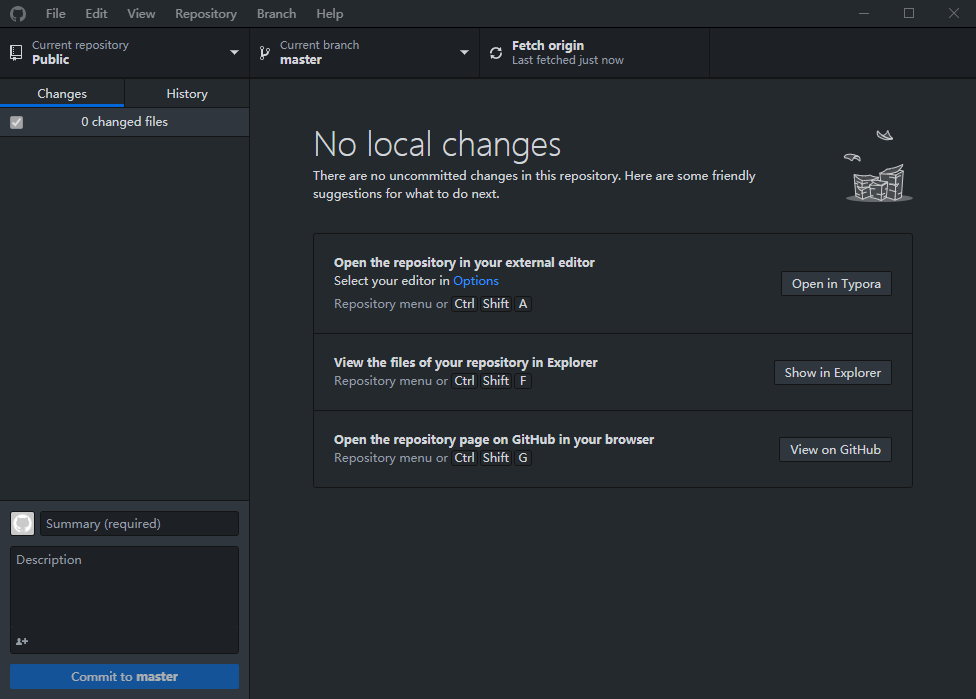 File Edit View Repository Branch Help
Current repository
Public
Current branch
master
Fetch origin
Last fetched just now
Changes History
0 changed files
No local changes
There are no uncommitted changes in this repository. Here are some friendly
suggestions for what to do next.
Open the repository in your external editor
Select your editor in Options
Repository menu or Ctrl Shift A
Open in Typora
View the files of your repository in Explorer
Repository menu or Ctrl Shift F
Show in Explorer
Open the repository page on GitHub in your browser
Repository menu or Ctrl Shift G
View on GitHub
Summary (required)
Description
Commit to master